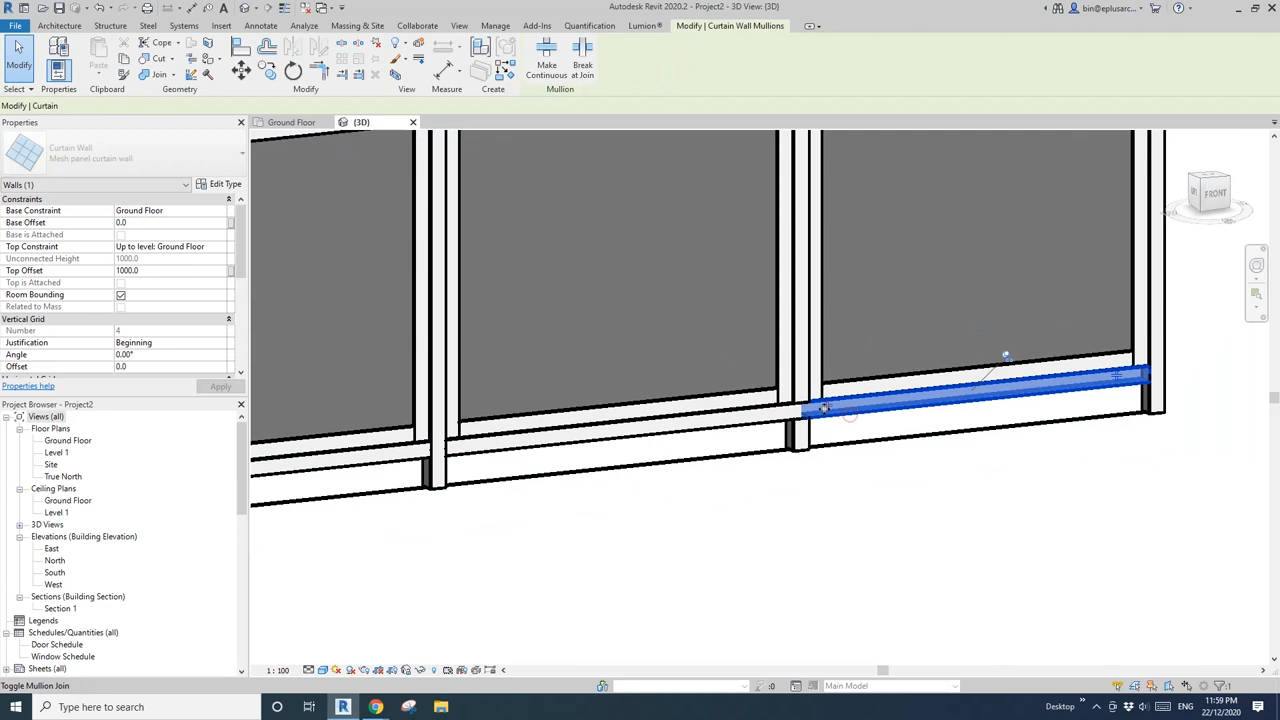 Autodesk Revit 2020.2 - Project2 - 3D View: {3D}
bin@eplusarc...
File Architecture Structure Steel Systems Insert Annotate Analyze Massing & Site Collaborate View Manage Add-Ins Quantification Enscape™ Lumion® Modify | Curtain Wall Mullions
Modify
Properties
Paste
Cope
Cut
Join
Make Continuous
Break at Join
Select Properties Clipboard Geometry Modify View Measure Create Mullion
Modify | Curtain
Properties
Ground Floor
{3D}
Curtain Wall
Mesh panel curtain wall
Walls (1)
Edit Type
Constraints
Base Constraint Ground Floor
Base Offset 0.0
Base is Attached
Top Constraint Up to level: Ground Floor
Unconnected Height 1000.0
Top Offset 1000.0
Top is Attached
Room Bounding
Related to Mass
Vertical Grid
Number 4
Justification Beginning
Angle 0.00°
Offset 0.0
Properties help
Apply
FRONT
Project Browser - Project2
Views (all)
Floor Plans
Ground Floor
Level 1
Site
True North
Ceiling Plans
Ground Floor
Level 1
3D Views
Elevations (Building Elevation)
East
North
South
West
Sections (Building Section)
Section 1
Legends
Schedules/Quantities (all)
Door Schedule
Window Schedule
Sheets (all)
1 : 100
Toggle Mullion Join
:0
Main Model
:1
Type here to search
Desktop
ENG
11:59 PM
22/12/2020